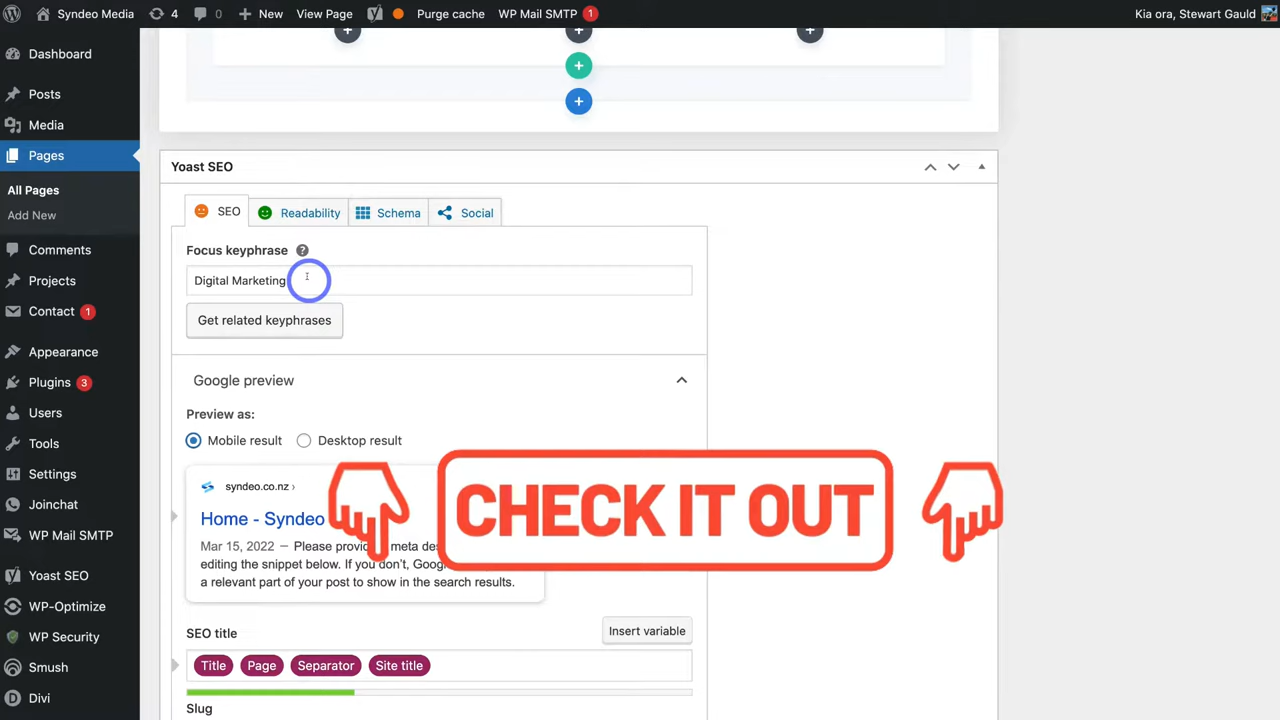 Syndeo Media
4
0
New
View Page
Purge cache
WP Mail SMTP
1
Kia ora, Stewart Gauld
Dashboard
Posts
Media
Pages
All Pages
Add New
Comments
Projects
Contact
1
Appearance
Plugins
3
Users
Tools
Settings
Joinchat
WP Mail SMTP
Yoast SEO
WP-Optimize
WP Security
Smush
Divi
Yoast SEO
SEO
Readability
Schema
Social
Focus keyphrase
Digital Marketing
Get related keyphrases
Google preview
Preview as:
Mobile result
Desktop result
syndeo.co.nz ›
Home - Syndeo
Mar 15, 2022 – Please meta
editing the snippet below. If you don't,
a relevant part of your post to show in the search results.
CHECK IT OUT
SEO title
Insert variable
Title
Page
Separator
Site title
Slug